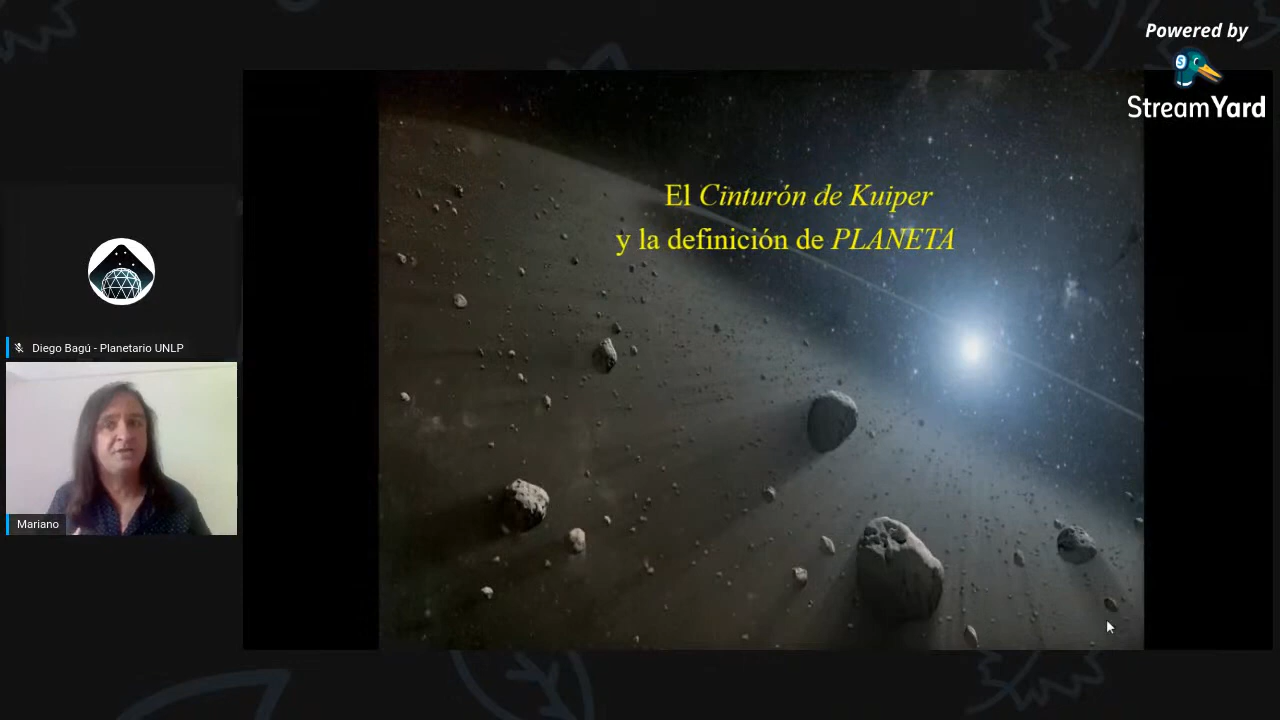 Powered by
StreamYard
El Cinturón de Kuiper
y la definición de PLANETA
Diego Bagú - Planetario UNLP
Mariano